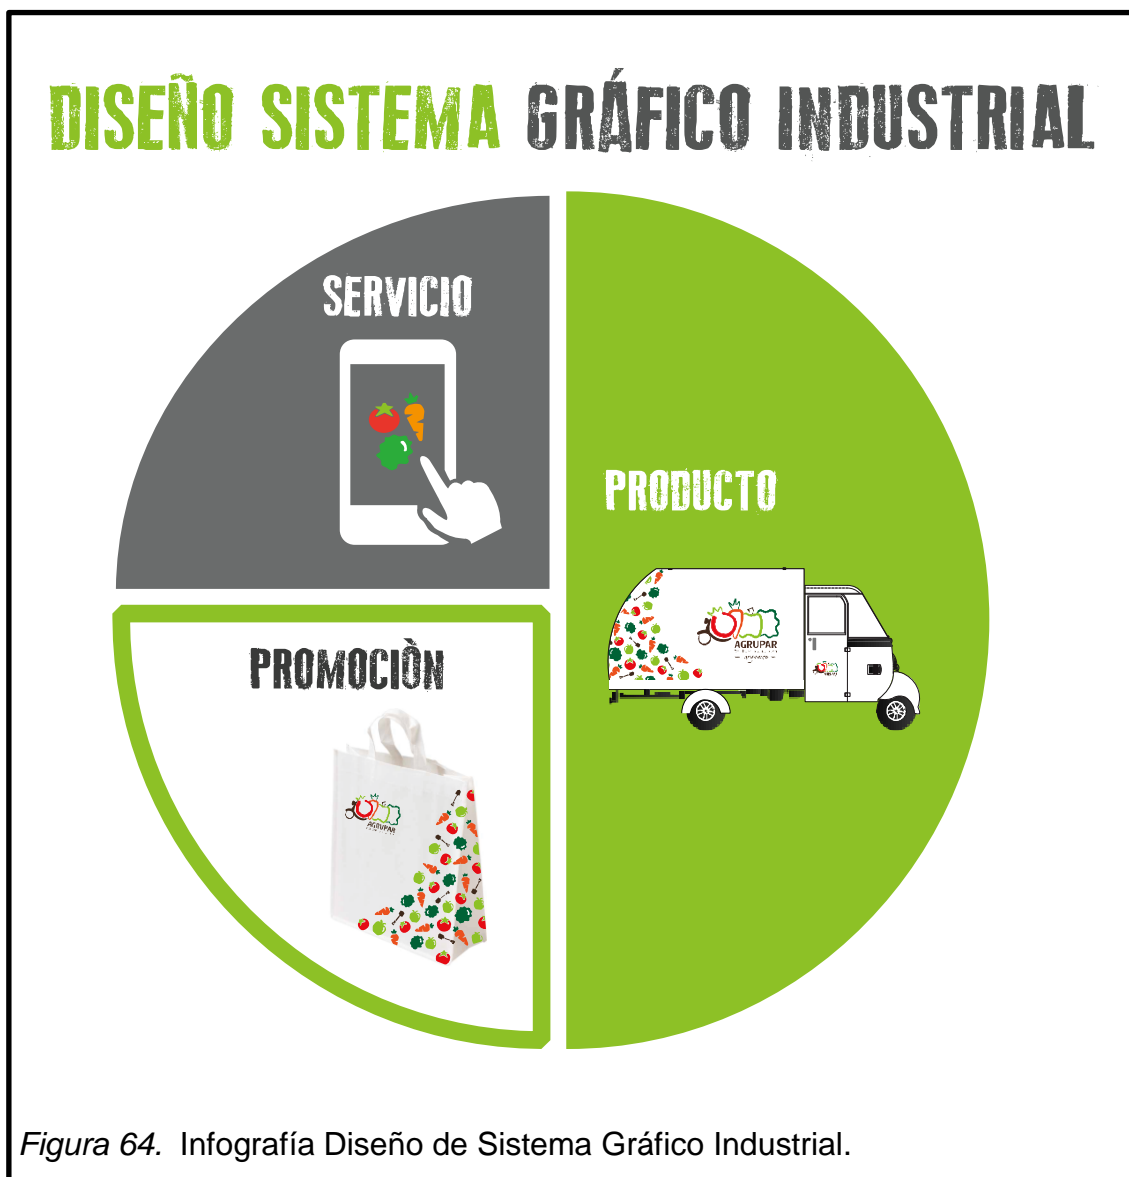 DISEÑO SISTEMA GRÁFICO INDUSTRIAL
SERVICIO
PRODUCTO
AGRUPAR
PROMOCIÒN
AGRUPAR
Figura 64. Infografía Diseño de Sistema Gráfico Industrial.